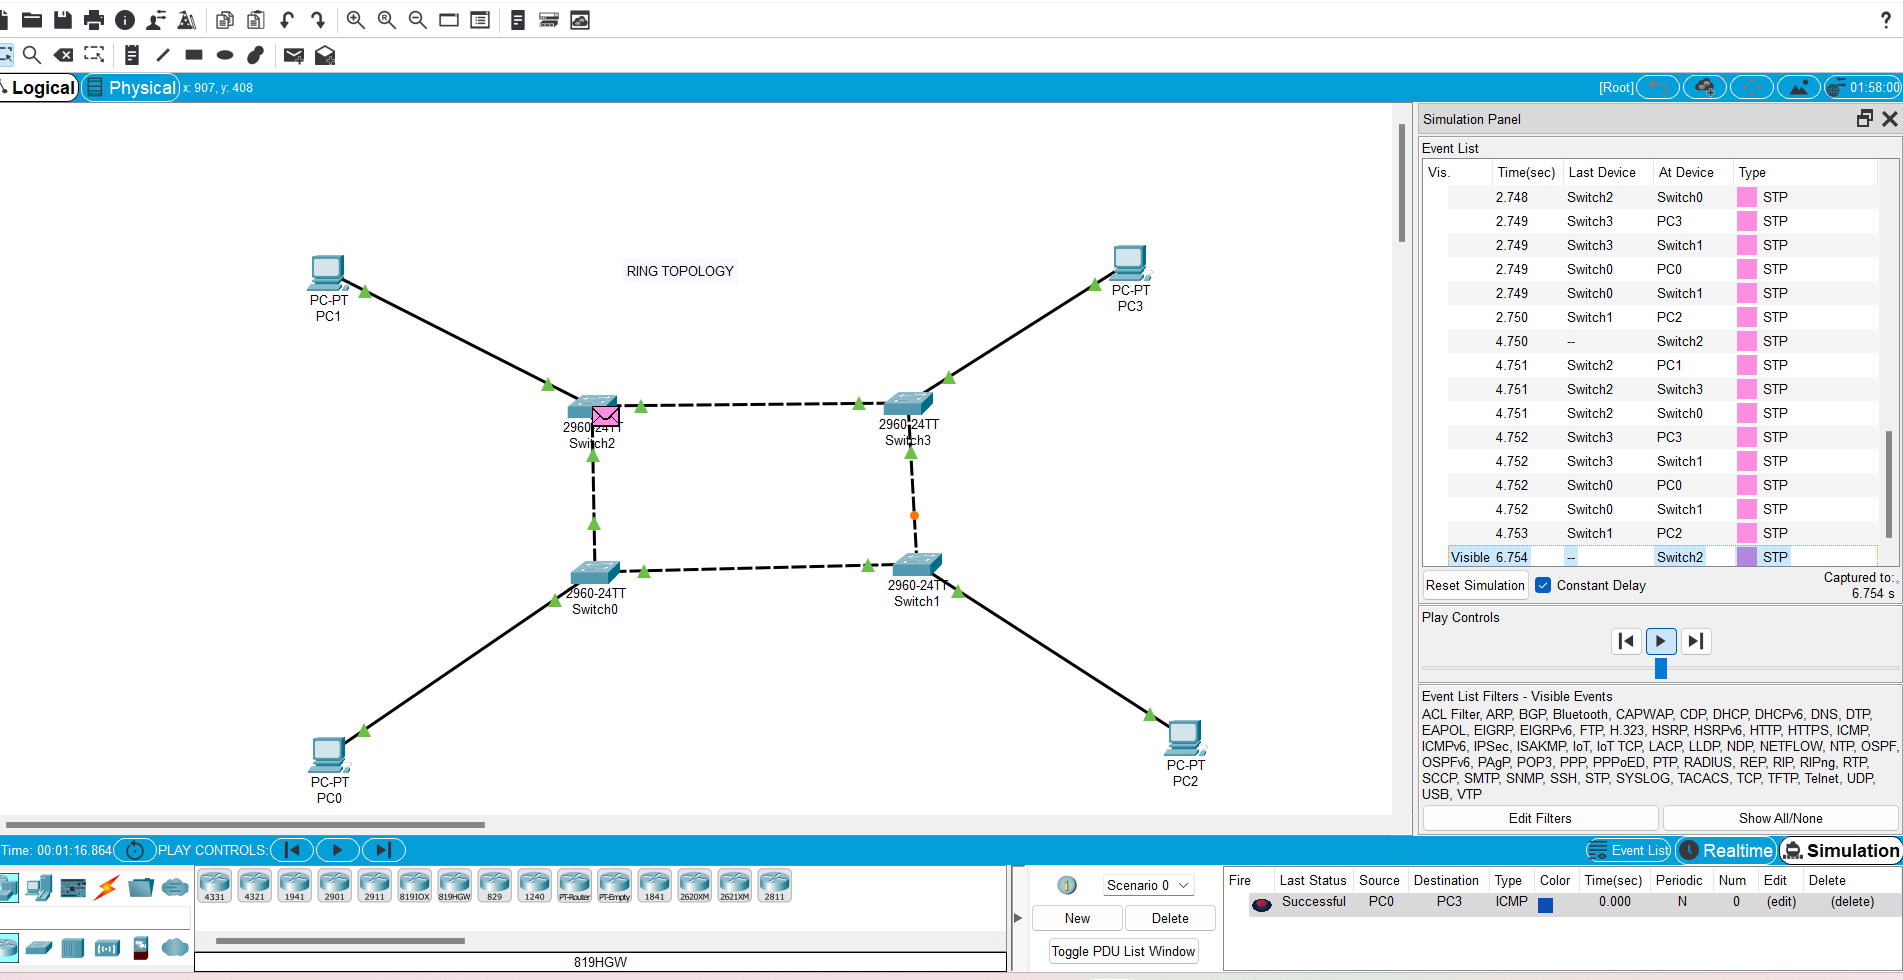 ?
Logical
Physical
x: 907, y: 408
[Root]
01:58:00
RING TOPOLOGY
PC-PT
PC1
PC-PT
PC3
2960-24TT
Switch2
2960-24TT
Switch3
2960-24TT
Switch0
2960-24TT
Switch1
PC-PT
PC0
PC-PT
PC2
Simulation Panel
Event List
Vis. Time(sec) Last Device At Device Type
2.748 Switch2 Switch0 STP
2.749 Switch3 PC3 STP
2.749 Switch3 Switch1 STP
2.749 Switch0 PC0 STP
2.749 Switch0 Switch1 STP
2.750 Switch1 PC2 STP
4.750 -- Switch2 STP
4.751 Switch2 PC1 STP
4.751 Switch2 Switch3 STP
4.751 Switch2 Switch0 STP
4.752 Switch3 PC3 STP
4.752 Switch3 Switch1 STP
4.752 Switch0 PC0 STP
4.752 Switch0 Switch1 STP
4.753 Switch1 PC2 STP
Visible 6.754 -- Switch2 STP
Reset Simulation Constant Delay
Captured to:
6.754 s
Play Controls
Event List Filters - Visible Events
ACL Filter, ARP, BGP, Bluetooth, CAPWAP, CDP, DHCP, DHCPv6, DNS, DTP,
EAPOL, EIGRP, EIGRPv6, FTP, H.323, HSRP, HSRPv6, HTTP, HTTPS, ICMP,
ICMPv6, IPSec, ISAKMP, IoT, IoT TCP, LACP, LLDP, NDP, NETFLOW, NTP, OSPF,
OSPFv6, PAgP, POP3, PPP, PPPoED, PTP, RADIUS, REP, RIP, RIPng, RTP,
SCCP, SMTP, SNMP, SSH, STP, SYSLOG, TACACS, TCP, TFTP, Telnet, UDP,
USB, VTP
Edit Filters Show All/None
Time: 00:01:16.864 PLAY CONTROLS:
Event List Realtime Simulation
4331 4321 1941 2901 2911 819IOX 819HGW 829 1240 PT-Router PT-Empty 1841 2620XM 2621XM 2811
819HGW
Scenario 0
New Delete
Toggle PDU List Window
Fire Last Status Source Destination Type Color Time(sec) Periodic Num Edit Delete
Successful PC0 PC3 ICMP 0.000 N 0 (edit) (delete)